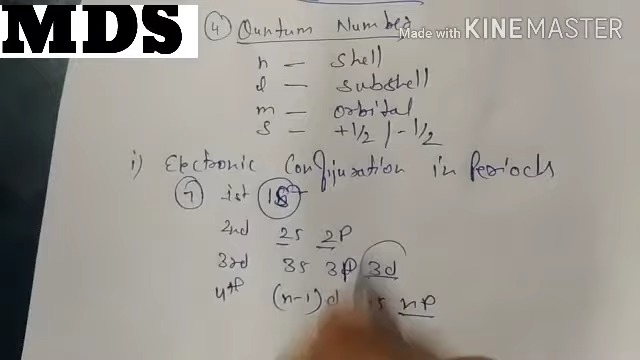 MDS
Made with KINEMASTER
4 Quntum Number
n — shell
l — subshell
m — orbital
s — +1/2 / -1/2
i) Electronic Configuration in Periods
7 1st 1s
2nd 2s 2p
3rd 3s 3p 3d
4th (n-1) d s np